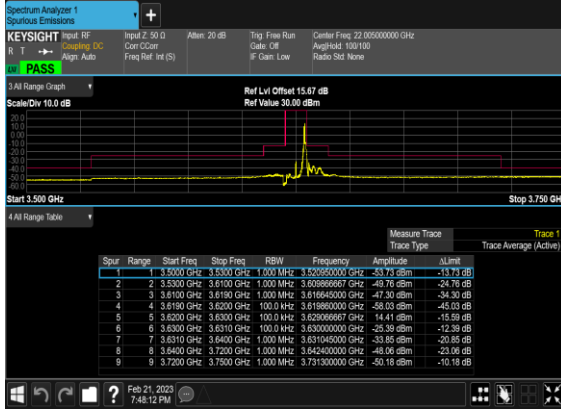 Spectrum Analyzer 1
Spurious Emissions
+
KEYSIGHT Input: RF Input Z: 50 Ω Atten: 20 dB Trig: Free Run Center Freq: 22.005000000 GHz
R T Coupling: DC Corr CCorr Gate: Off Avg|Hold: 100/100
Align: Auto Freq Ref: Int (S) IF Gain: Low Radio Std: None
PASS
3 All Range Graph Ref Lvl Offset 15.67 dB
Scale/Div 10.0 dB Ref Value 30.00 dBm
20.0
10.0
0.00
-10.0
-20.0
-30.0
-40.0
-50.0
-60.0
Start 3.500 GHz Stop 3.750 GH
4 All Range Table
Measure Trace Trace 1
Trace Type Trace Average (Active)
Spur Range Start Freq Stop Freq RBW Frequency Amplitude ΔLimit
1 1 3.5000 GHz 3.5300 GHz 1.000 MHz 3.520950000 GHz -53.73 dBm -13.73 dB
2 2 3.5300 GHz 3.6100 GHz 1.000 MHz 3.609866667 GHz -49.76 dBm -24.76 dB
3 3 3.6100 GHz 3.6190 GHz 1.000 MHz 3.616645000 GHz -47.30 dBm -34.30 dB
4 4 3.6190 GHz 3.6200 GHz 100.0 kHz 3.619860000 GHz -58.03 dBm -45.03 dB
5 5 3.6200 GHz 3.6300 GHz 100.0 kHz 3.629066667 GHz 14.41 dBm -15.59 dB
6 6 3.6300 GHz 3.6310 GHz 100.0 kHz 3.630000000 GHz -25.39 dBm -12.39 dB
7 7 3.6310 GHz 3.6400 GHz 1.000 MHz 3.631045000 GHz -33.85 dBm -20.85 dB
8 8 3.6400 GHz 3.7200 GHz 1.000 MHz 3.642400000 GHz -48.06 dBm -23.06 dB
9 9 3.7200 GHz 3.7500 GHz 1.000 MHz 3.731300000 GHz -50.18 dBm -10.18 dB
? Feb 21, 2023
7:48:12 PM